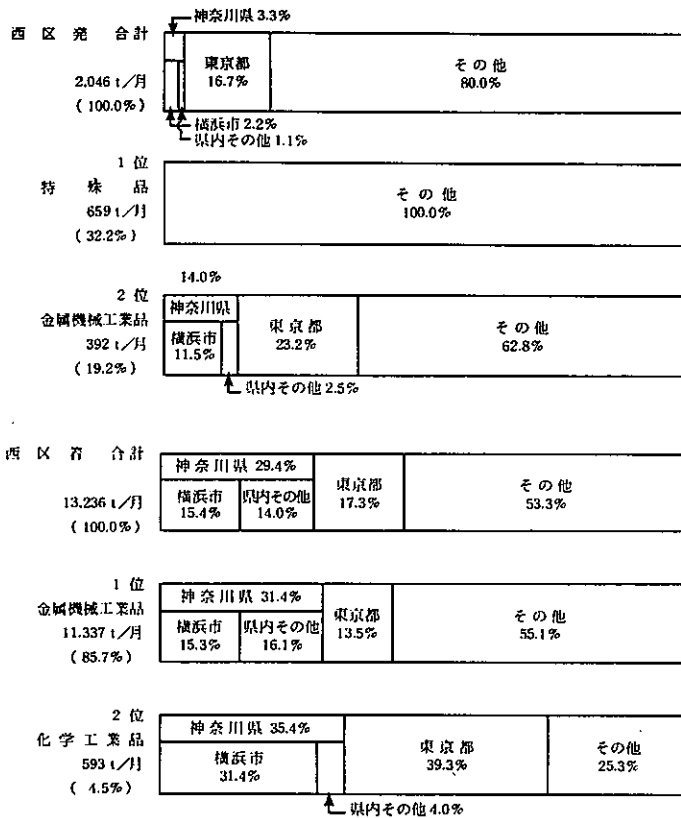 神奈川県 3.3%
西区発 合計
2,046 t/月
(100.0%)
東京都
16.7%
その他
80.0%
横浜市 2.2%
県内その他 1.1%
1 位
特殊品
659 t/月
(32.2%)
その他
100.0%
14.0%
2 位
金属機械工業品
392 t/月
(19.2%)
神奈川県
横浜市
11.5%
東京都
23.2%
その他
62.8%
県内その他 2.5%
西区着 合計
13,236 t/月
(100.0%)
神奈川県 29.4%
横浜市
15.4%
県内その他
14.0%
東京都
17.3%
その他
53.3%
1 位
金属機械工業品
11,337 t/月
(85.7%)
神奈川県 31.4%
横浜市
15.3%
県内その他
16.1%
東京都
13.5%
その他
55.1%
2 位
化学工業品
593 t/月
(4.5%)
神奈川県 35.4%
横浜市
31.4%
東京都
39.3%
その他
25.3%
県内その他 4.0%